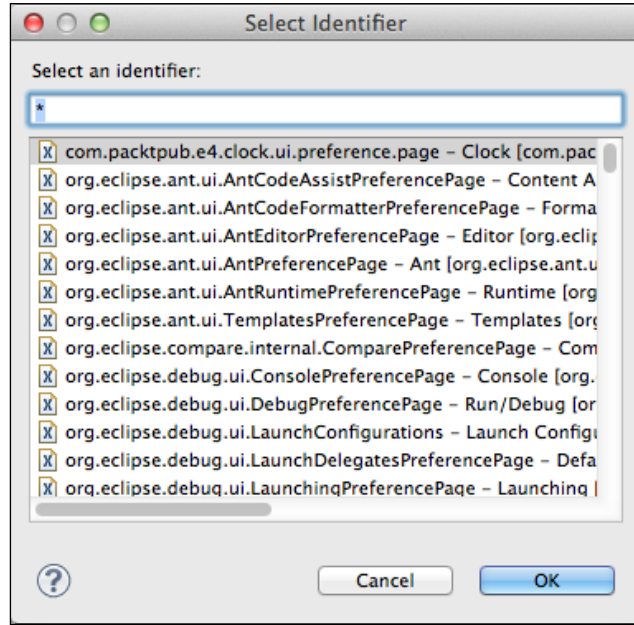 Select Identifier
Select an identifier:
*
com.packtpub.e4.clock.ui.preference.page – Clock [com.pac
org.eclipse.ant.ui.AntCodeAssistPreferencePage – Content A
org.eclipse.ant.ui.AntCodeFormatterPreferencePage – Forma
org.eclipse.ant.ui.AntEditorPreferencePage – Editor [org.eclip
org.eclipse.ant.ui.AntPreferencePage – Ant [org.eclipse.ant.u
org.eclipse.ant.ui.AntRuntimePreferencePage – Runtime [org
org.eclipse.ant.ui.TemplatesPreferencePage – Templates [org
org.eclipse.compare.internal.ComparePreferencePage – Com
org.eclipse.debug.ui.ConsolePreferencePage – Console [org.
org.eclipse.debug.ui.DebugPreferencePage – Run/Debug [or
org.eclipse.debug.ui.LaunchConfigurations – Launch Configu
org.eclipse.debug.ui.LaunchDelegatesPreferencePage – Defa
org.eclipse.debug.ui.LaunchingPreferencePage – Launching [
? Cancel OK